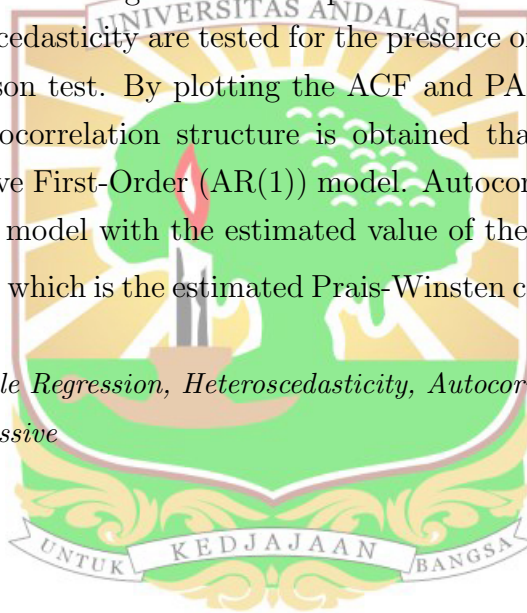 UNIVERSITAS ANDALAS
cedasticity are tested for the presence o
son test. By plotting the ACF and PA
ocorrelation structure is obtained tha
ve First-Order (AR(1)) model. Autocor
model with the estimated value of the
which is the estimated Prais-Winsten c
le Regression, Heteroscedasticity, Autocor
ssive
UNTUK KEDJAJAAN BANGSA